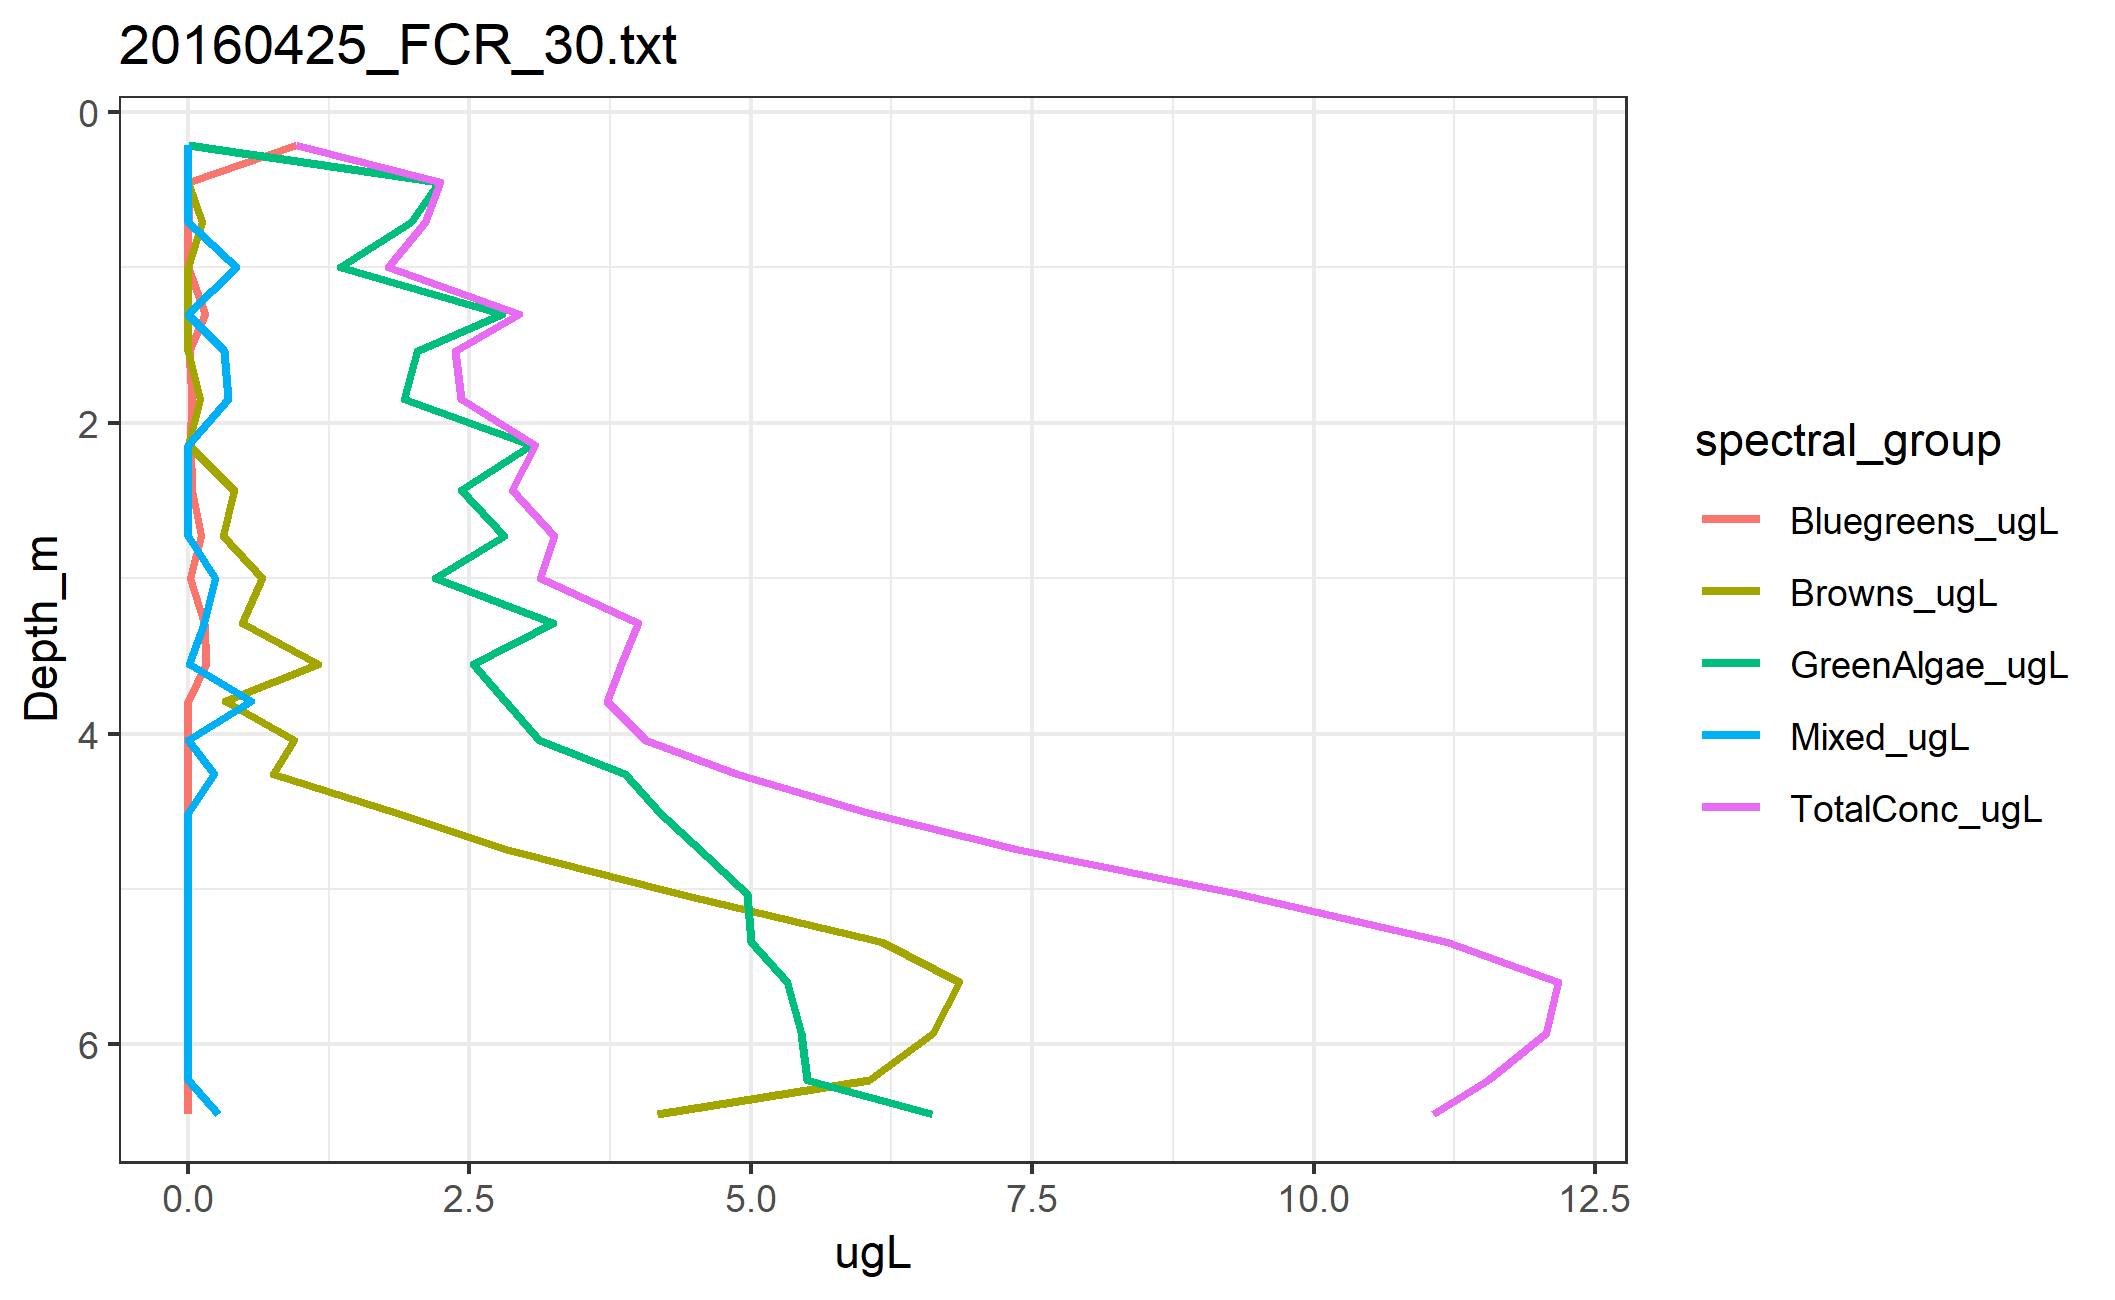 20160425_FCR_30.txt
0
2
4
6
Depth_m
0.0 2.5 5.0 7.5 10.0 12.5
ugL
spectral_group
Bluegreens_ugL
Browns_ugL
GreenAlgae_ugL
Mixed_ugL
TotalConc_ugL